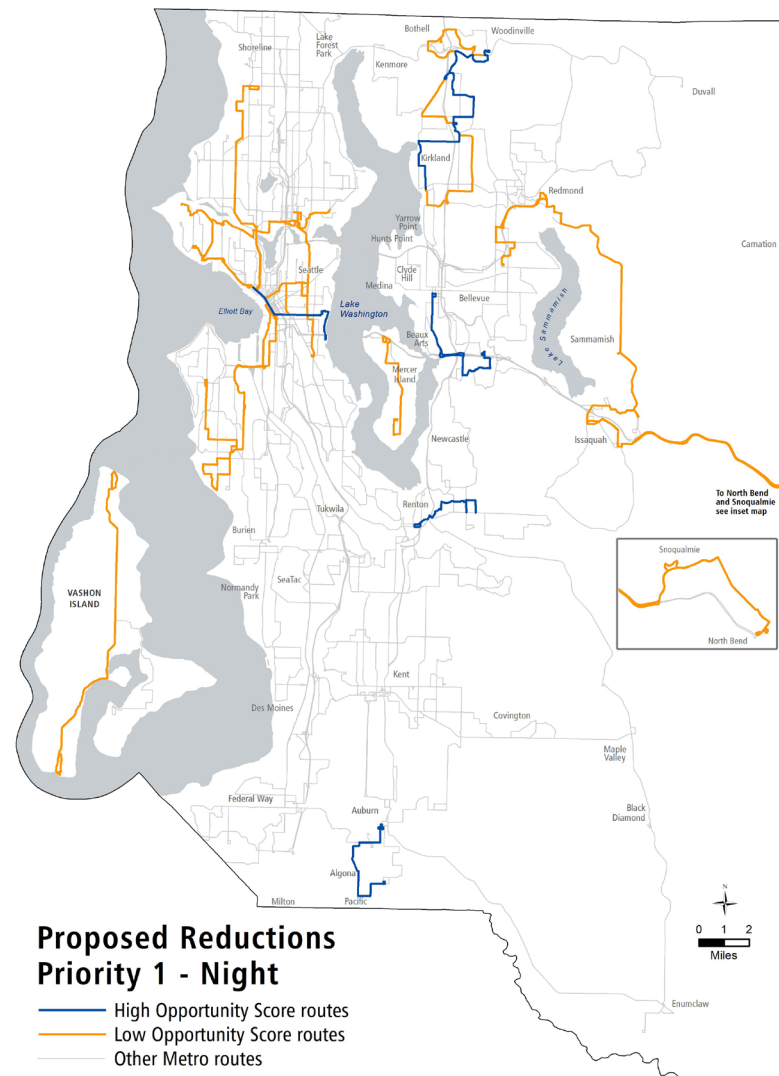 Bothell
Woodinville
Lake
Forest
Park
Shoreline
Kenmore
Duvall
Kirkland
Redmond
Yarrow
Point
Hunts Point
Carnation
Clyde
Hill
Seattle
Medina
Bellevue
Elliott Bay
Lake
Washington
Lake Sammamish
Beaux
Arts
Sammamish
Mercer
Island
Newcastle
Issaquah
To North Bend
and Snoqualmie
see inset map
Renton
Tukwila
Burien
Snoqualmie
North Bend
SeaTac
Normandy
Park
VASHON
ISLAND
Kent
Des Moines
Covington
Maple
Valley
Federal Way
Auburn
Black
Diamond
Algona
Milton
Pacific
N
0 1 2
Miles
Enumclaw
Proposed Reductions
Priority 1 - Night
High Opportunity Score routes
Low Opportunity Score routes
Other Metro routes